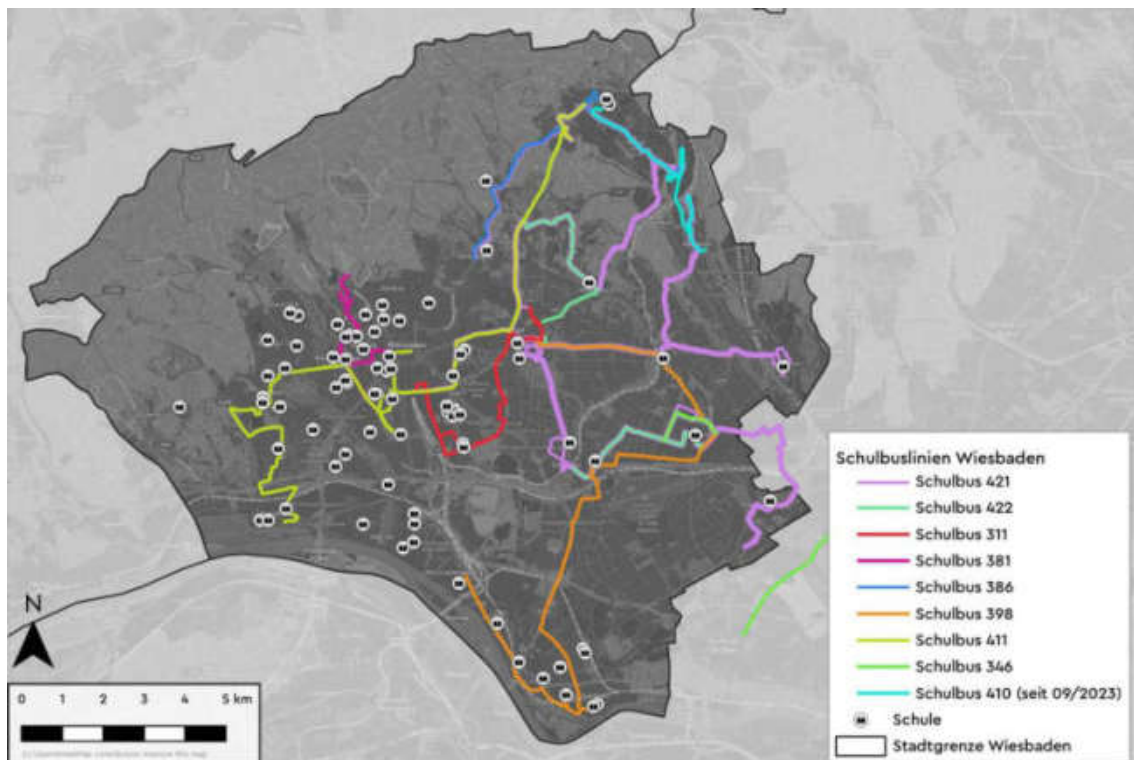 Schulbuslinien Wiesbaden
Schulbus 421
Schulbus 422
Schulbus 311
Schulbus 381
Schulbus 386
Schulbus 398
Schulbus 411
Schulbus 346
Schulbus 410 (seit 09/2023)
Schule
Stadtgrenze Wiesbaden
N
0 1 2 3 4 5 km